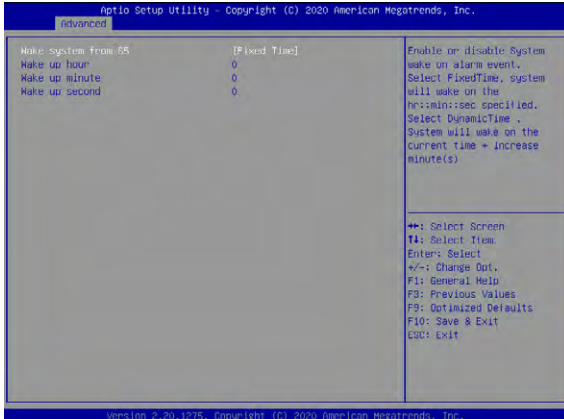 Aptio Setup Utility – Copyright (C) 2020 American Megatrends, Inc.
Advanced
Wake system from S5 [Fixed Time]
Wake up hour 0
Wake up minute 0
Wake up second 0
Enable or disable System
wake on alarm event.
Select FixedTime, system
will wake on the
hr::min::sec specified.
Select DynamicTime .
System will wake on the
current time + Increase
minute(s)
→←: Select Screen
↑↓: Select Item
Enter: Select
+/-: Change Opt.
F1: General Help
F3: Previous Values
F9: Optimized Defaults
F10: Save & Exit
ESC: Exit
Version 2.20.1275. Copyright (C) 2020 American Megatrends, Inc.